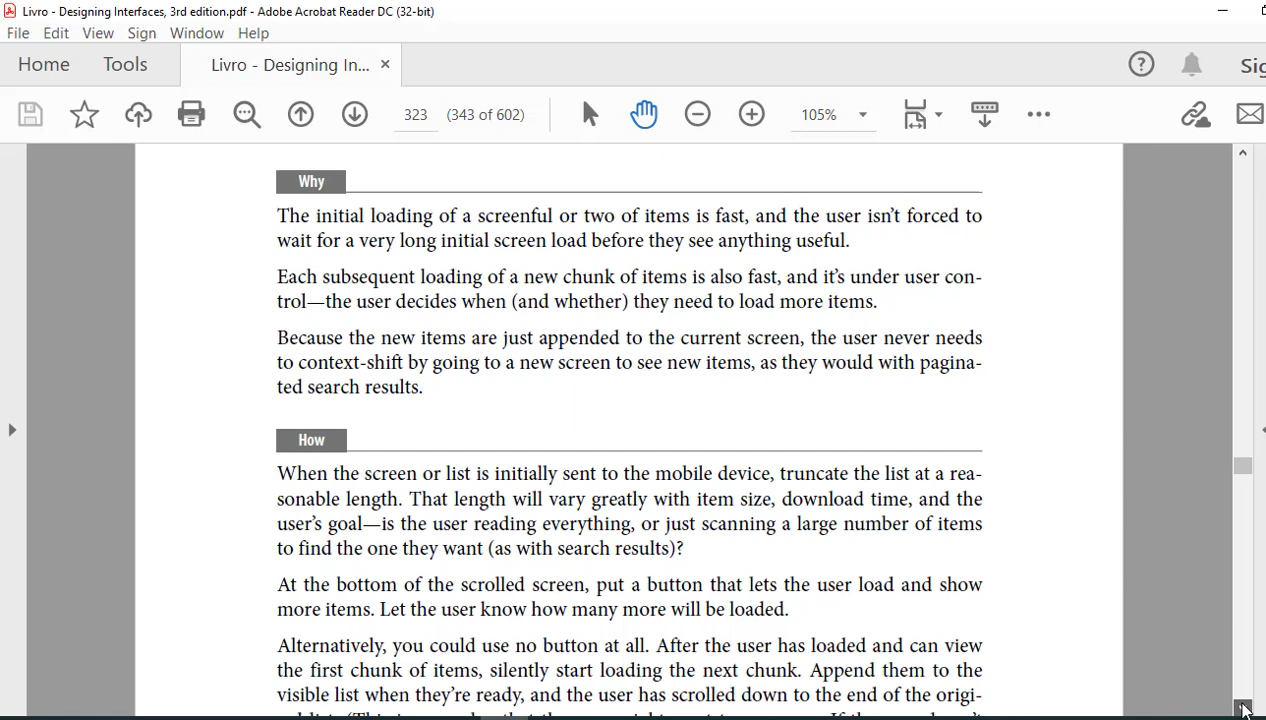 Livro - Designing Interfaces, 3rd edition.pdf - Adobe Acrobat Reader DC (32-bit)
File Edit View Sign Window Help
Home Tools Livro - Designing In... ×
323 (343 of 602) 105%
Why
The initial loading of a screenful or two of items is fast, and the user isn’t forced to
wait for a very long initial screen load before they see anything useful.
Each subsequent loading of a new chunk of items is also fast, and it’s under user con-
trol—the user decides when (and whether) they need to load more items.
Because the new items are just appended to the current screen, the user never needs
to context-shift by going to a new screen to see new items, as they would with pagina-
ted search results.
How
When the screen or list is initially sent to the mobile device, truncate the list at a rea-
sonable length. That length will vary greatly with item size, download time, and the
user’s goal—is the user reading everything, or just scanning a large number of items
to find the one they want (as with search results)?
At the bottom of the scrolled screen, put a button that lets the user load and show
more items. Let the user know how many more will be loaded.
Alternatively, you could use no button at all. After the user has loaded and can view
the first chunk of items, silently start loading the next chunk. Append them to the
visible list when they’re ready, and the user has scrolled down to the end of the origi-